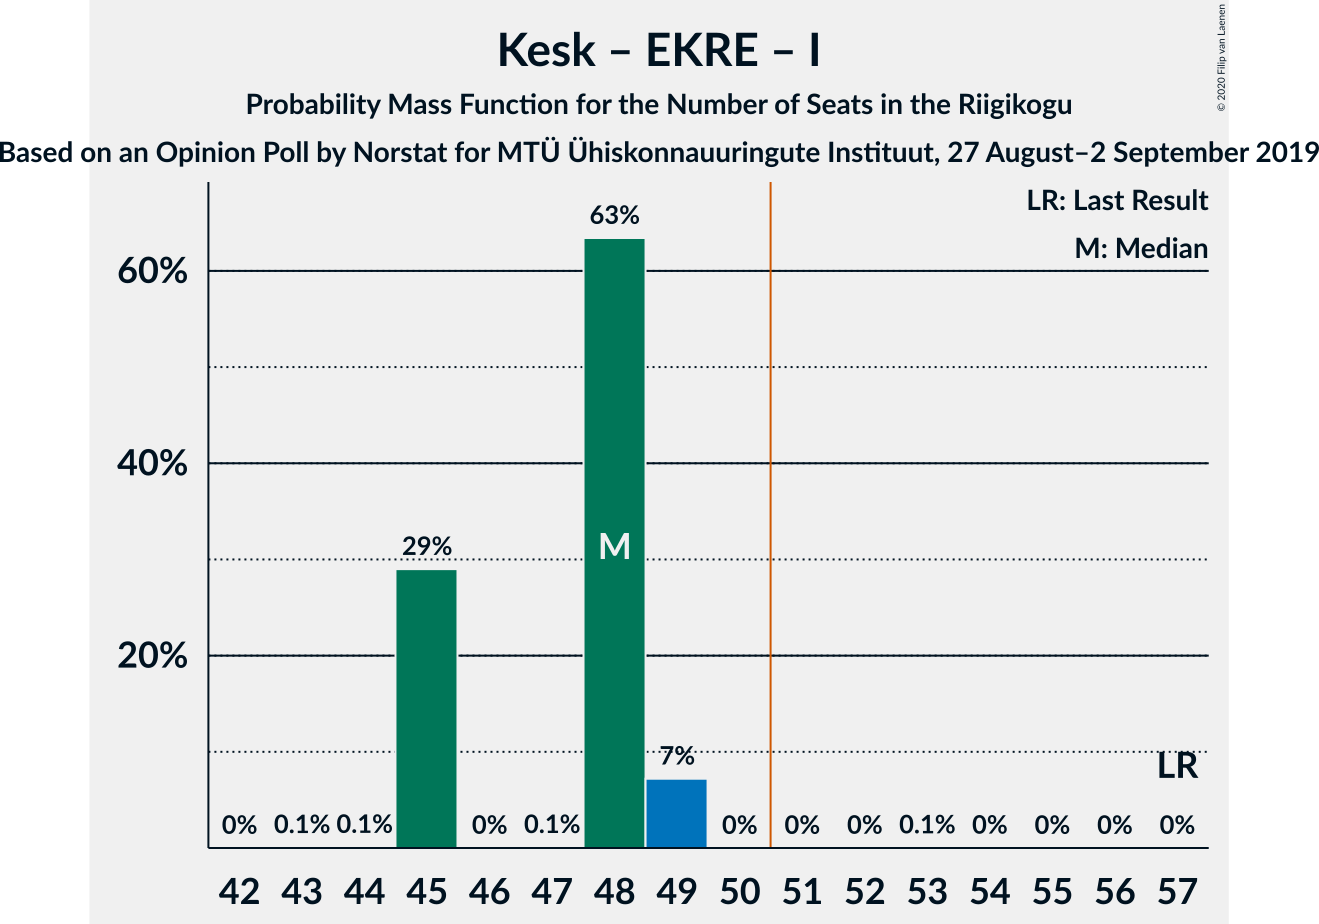 Kesk – EKRE – I
Probability Mass Function for the Number of Seats in the Riigikogu
Based on an Opinion Poll by Norstat for MTÜ Ühiskonnauuringute Instituut, 27 August–2 September 2019
© 2020 Filip van Laenen
LR: Last Result
M: Median
63%
60%
40%
29%
M
20%
7%
LR
0% 0.1% 0.1% 0% 0.1% 0% 0% 0% 0.1% 0% 0% 0% 0%
42 43 44 45 46 47 48 49 50 51 52 53 54 55 56 57